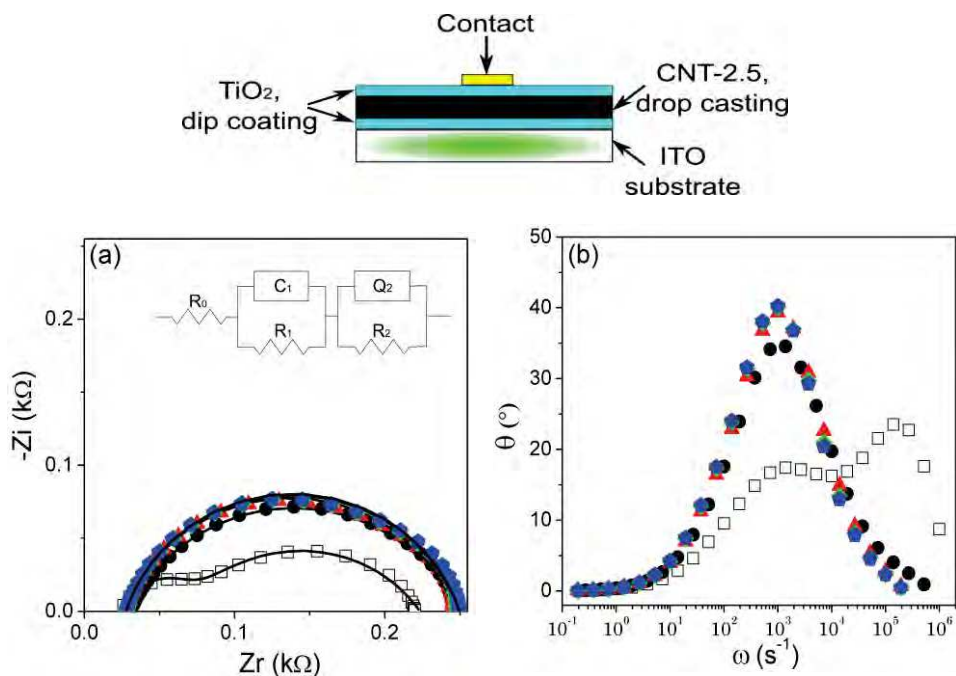 Contact
TiO₂,
dip coating
CNT-2.5,
drop casting
ITO
substrate
(a)
R₀
C₁
R₁
Q₂
R₂
-Zi (kΩ)
0.2
0.1
0.0
0.0
0.1
0.2
Zr (kΩ)
(b)
θ (°)
50
40
30
20
10
0
10⁻¹
10⁰
10¹
10²
10³
10⁴
10⁵
10⁶
ω (s⁻¹)